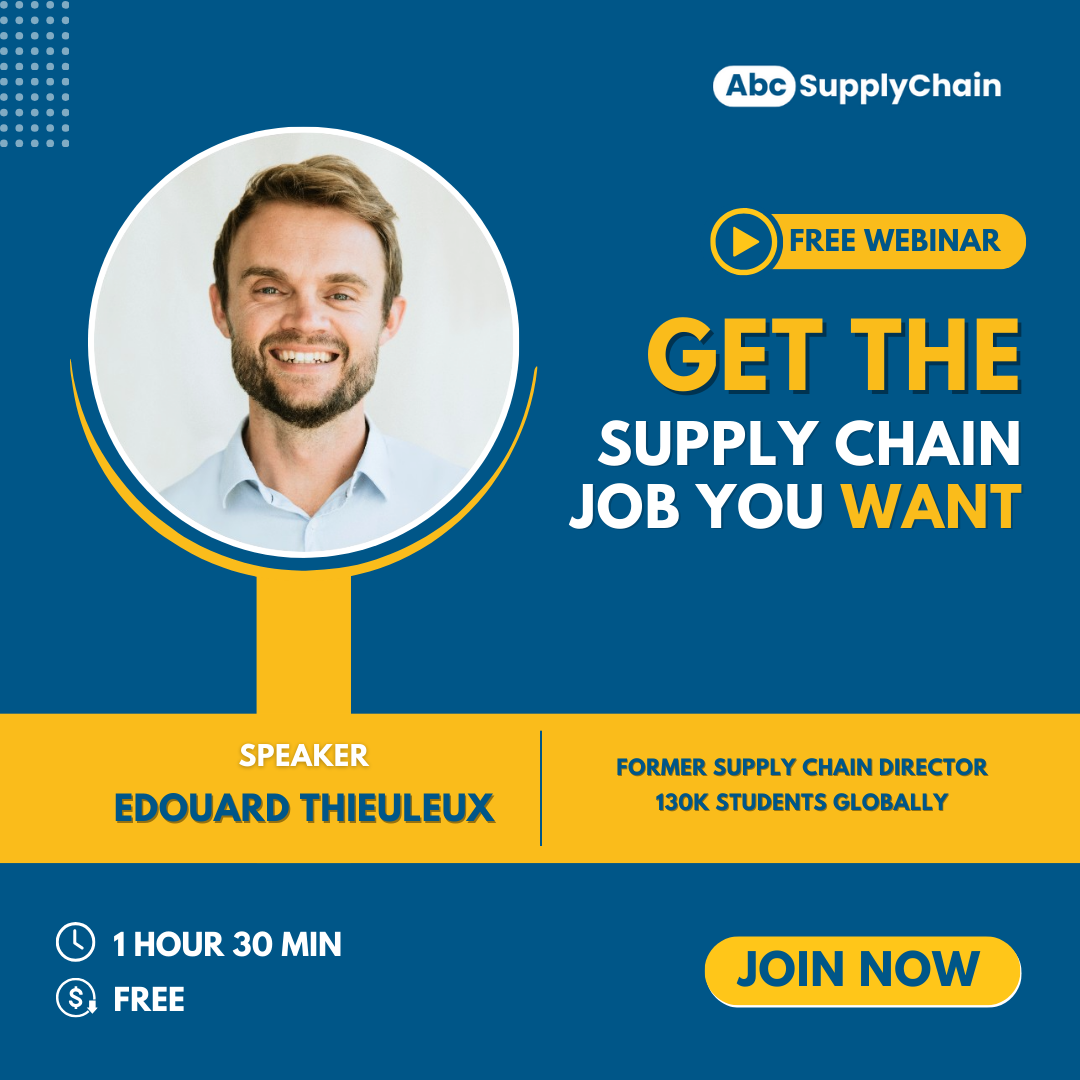 Abc SupplyChain
FREE WEBINAR
GET THE
SUPPLY CHAIN
JOB YOU WANT
SPEAKER
EDOUARD THIEULEUX
FORMER SUPPLY CHAIN DIRECTOR
130K STUDENTS GLOBALLY
1 HOUR 30 MIN
$
FREE
JOIN NOW